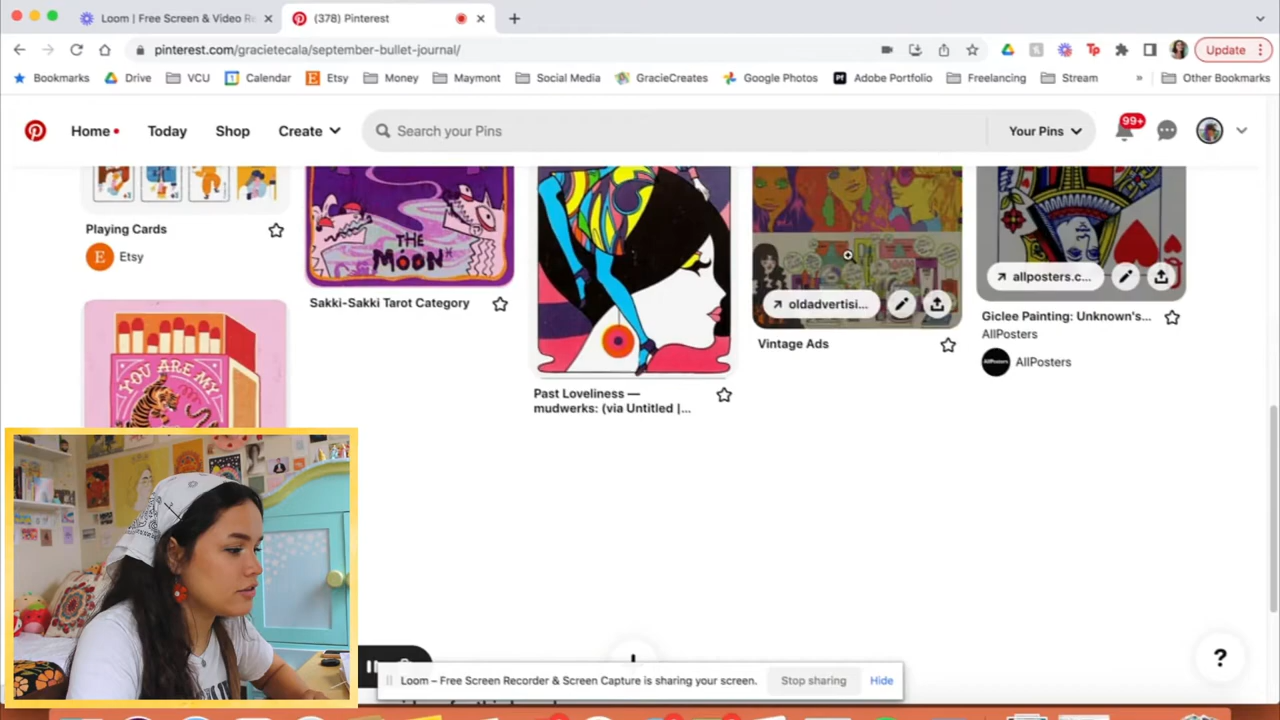 Loom | Free Screen & Video Re
(378) Pinterest
pinterest.com/gracietecala/september-bullet-journal/
Update
Bookmarks
Drive
VCU
Calendar
Etsy
Money
Maymont
Social Media
GracieCreates
Google Photos
Adobe Portfolio
Freelancing
Stream
»
Other Bookmarks
Home
Today
Shop
Create
Search your Pins
Your Pins
99+
Playing Cards
Etsy
THE
MOON
Sakki-Sakki Tarot Category
Past Loveliness —
mudwerks: (via Untitled |...
oldadvertisi...
Vintage Ads
allposters.c...
Giclee Painting: Unknown's...
AllPosters
AllPosters
YOU ARE MY
Loom – Free Screen Recorder & Screen Capture is sharing your screen.
Stop sharing
Hide
?